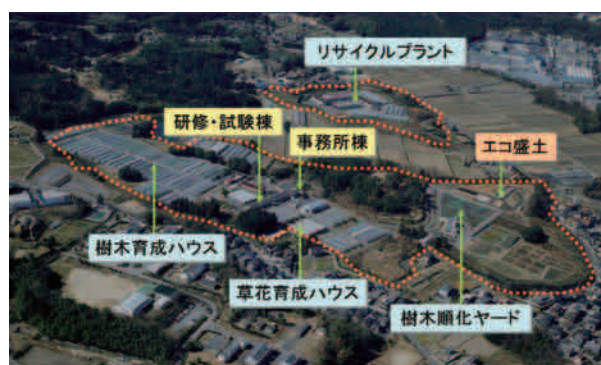 リサイクルプラント
研修・試験棟
事務所棟
エコ盛土
樹木育成ハウス
草花育成ハウス
樹木順化ヤード